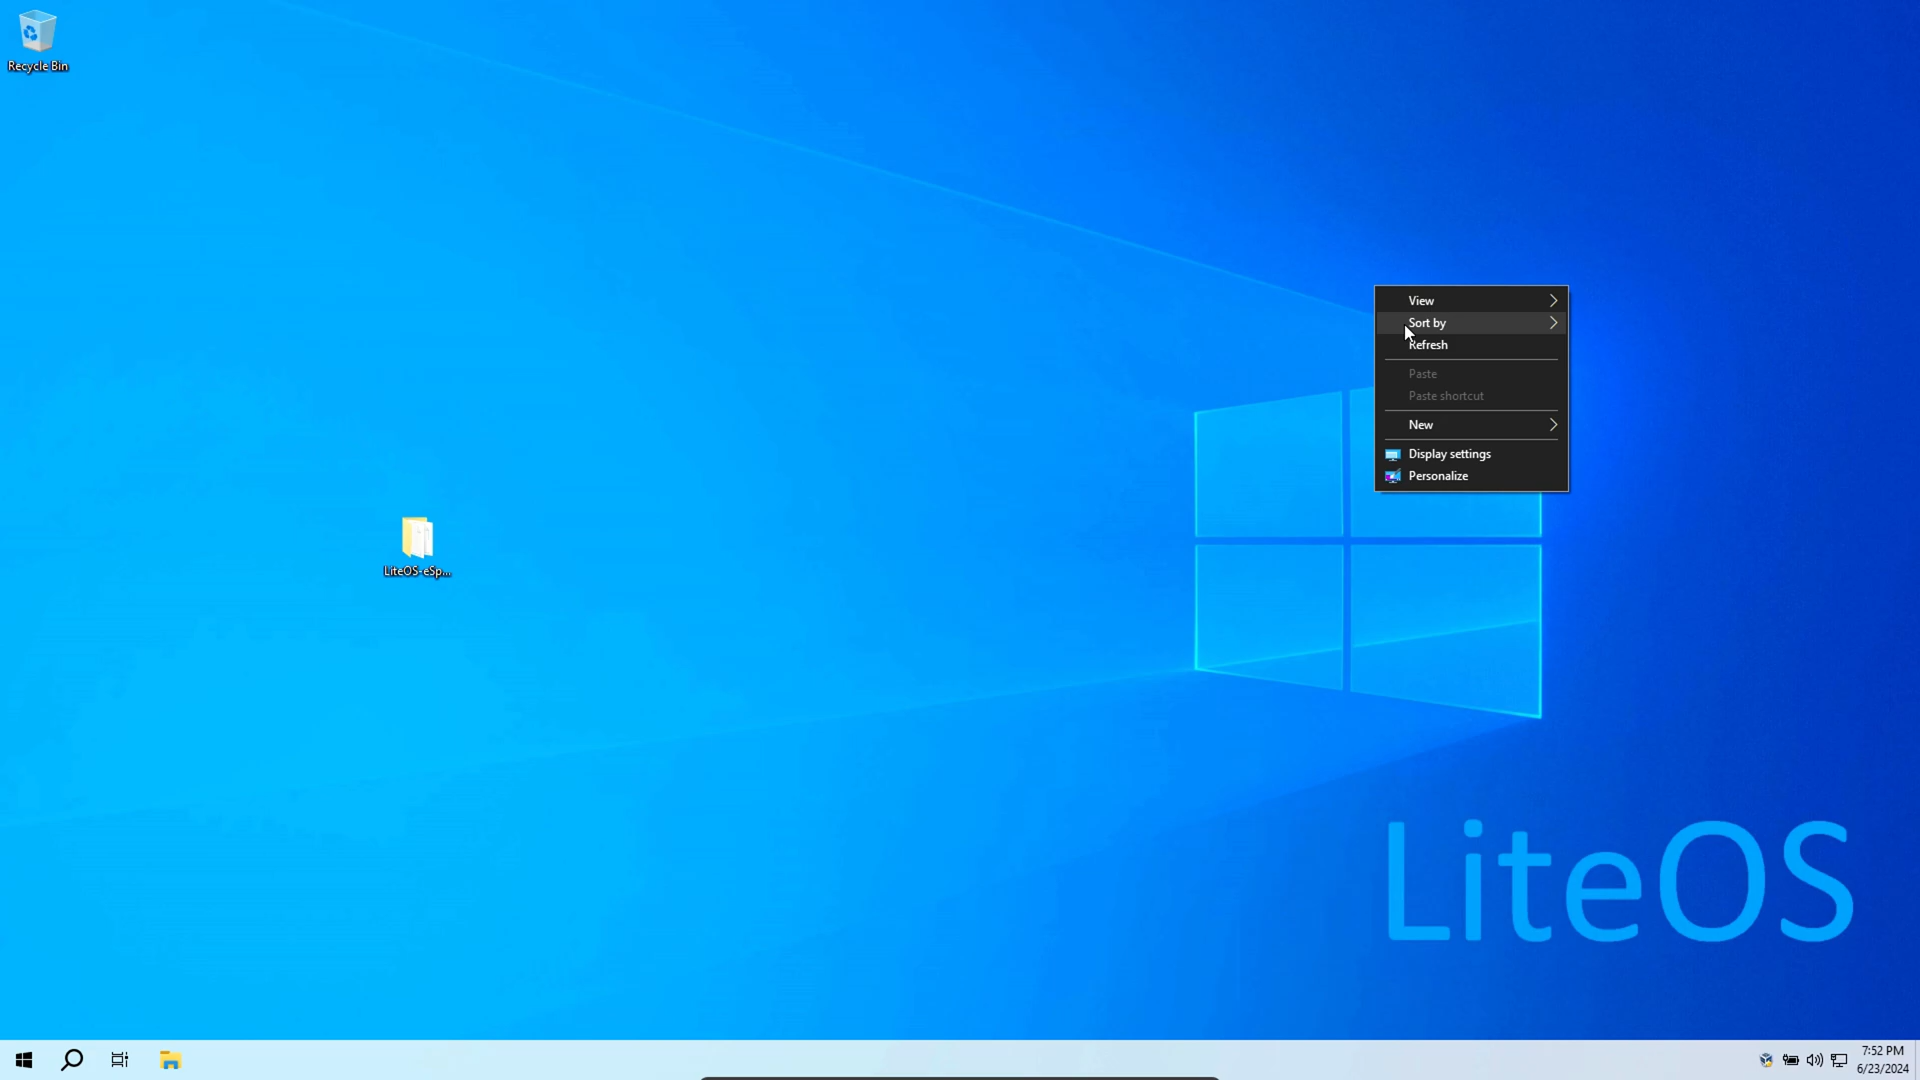 Recycle Bin
View
Sort by
Refresh
Paste
Paste shortcut
New
Display settings
Personalize
LiteOS-eSp...
LiteOS
7:52 PM
6/23/2024